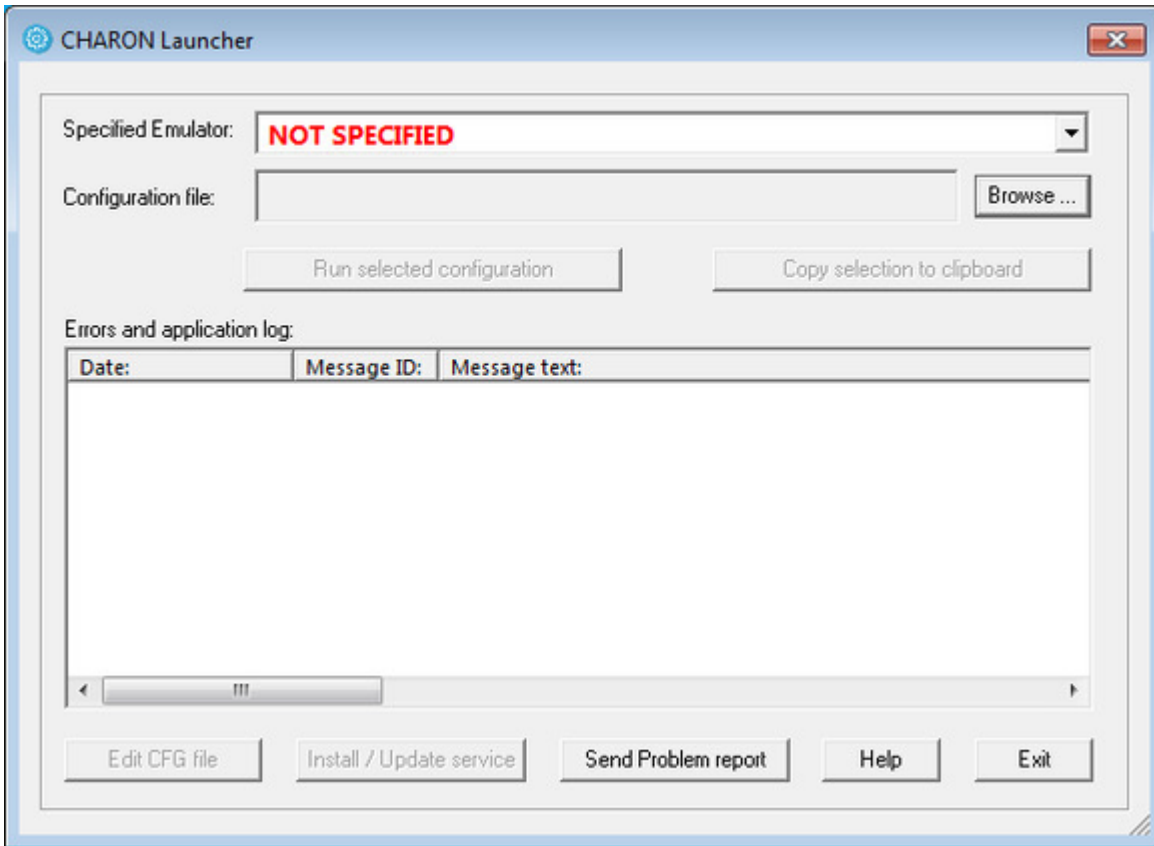 CHARON Launcher
Specified Emulator: NOT SPECIFIED
Configuration file: Browse ...
Run selected configuration Copy selection to clipboard
Errors and application log:
Date: Message ID: Message text:
Edit CFG file Install / Update service Send Problem report Help Exit